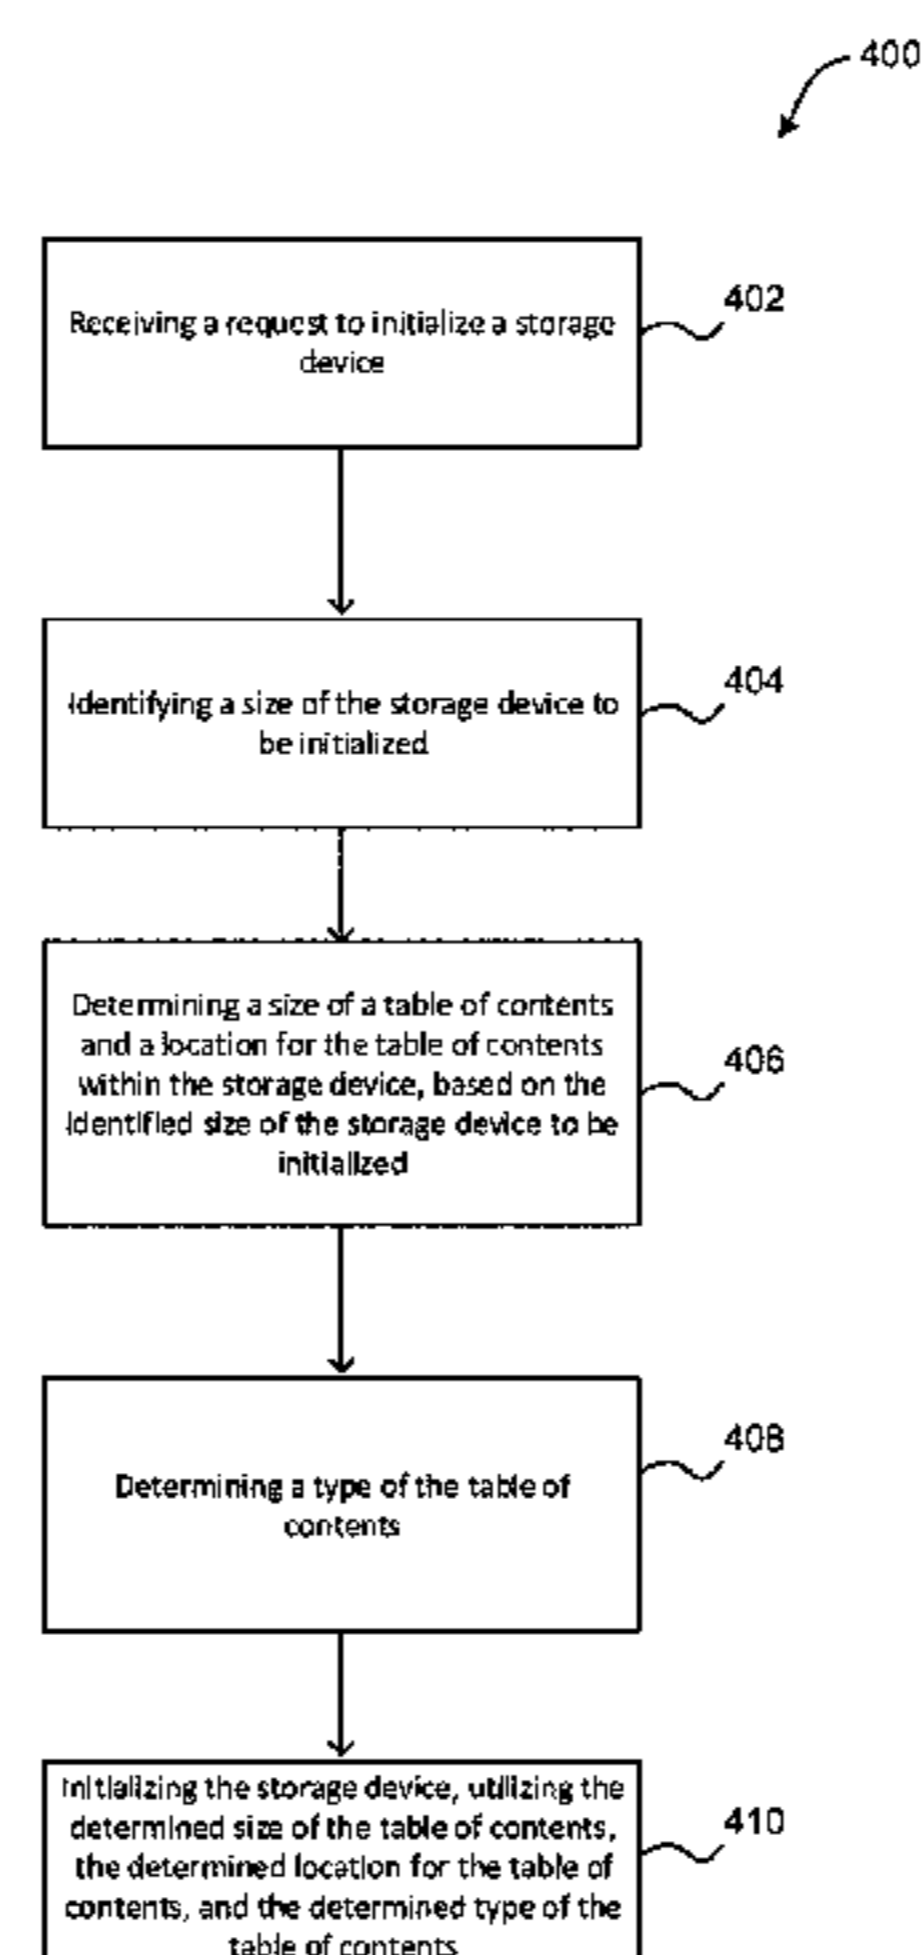 400
Receiving a request to initialize a storage
device
402
Identifying a size of the storage device to
be initialized
404
Determining a size of a table of contents
and a location for the table of contents
within the storage device, based on the
identified size of the storage device to be
initialized
406
Determining a type of the table of
contents
408
Initializing the storage device, utilizing the
determined size of the table of contents,
the determined location for the table of
contents, and the determined type of the
table of contents
410